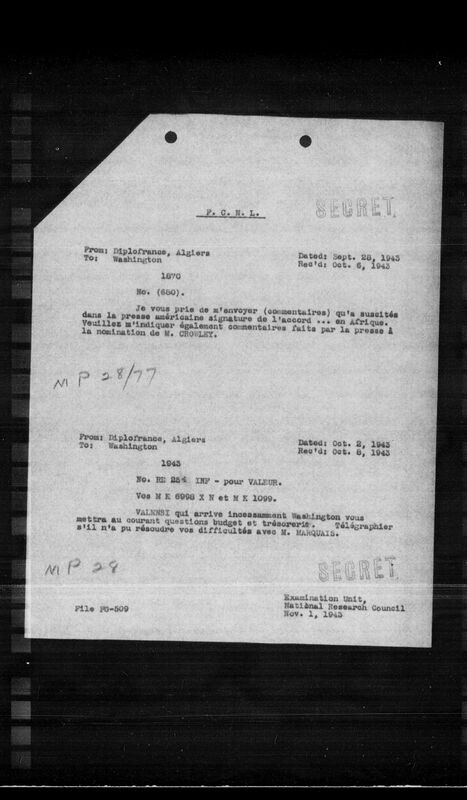 F. C. N. L.
SECRET
From: Diplofrance, Algiers
To: Washington
Dated: Sept. 28, 1943
Rec'd: Oct. 6, 1943
1870
No. (680).
Je vous prie de m'envoyer (commentaires) qu'a suscités
dans la presse américaine signature de l'accord ... en Afrique.
Veuillez m'indiquer également commentaires faits par la presse à
la nomination de M. CROWLEY.
MP 28/77
From: Diplofrance, Algiers
To: Washington
Dated: Oct. 2, 1943
Rec'd: Oct. 8, 1943
1943
No. RE 254 INF - pour VALEUR.
Vos M K 6998 X N et M K 1099.
VALENSI qui arrive incessamment Washington vous
mettra au courant questions budget et trésorerie. Télégraphier
s'il n'a pu résoudre vos difficultés avec M. MARQUAIS.
MP 28
SECRET
File FG-509
Examination Unit,
National Research Council
Nov. 1, 1943